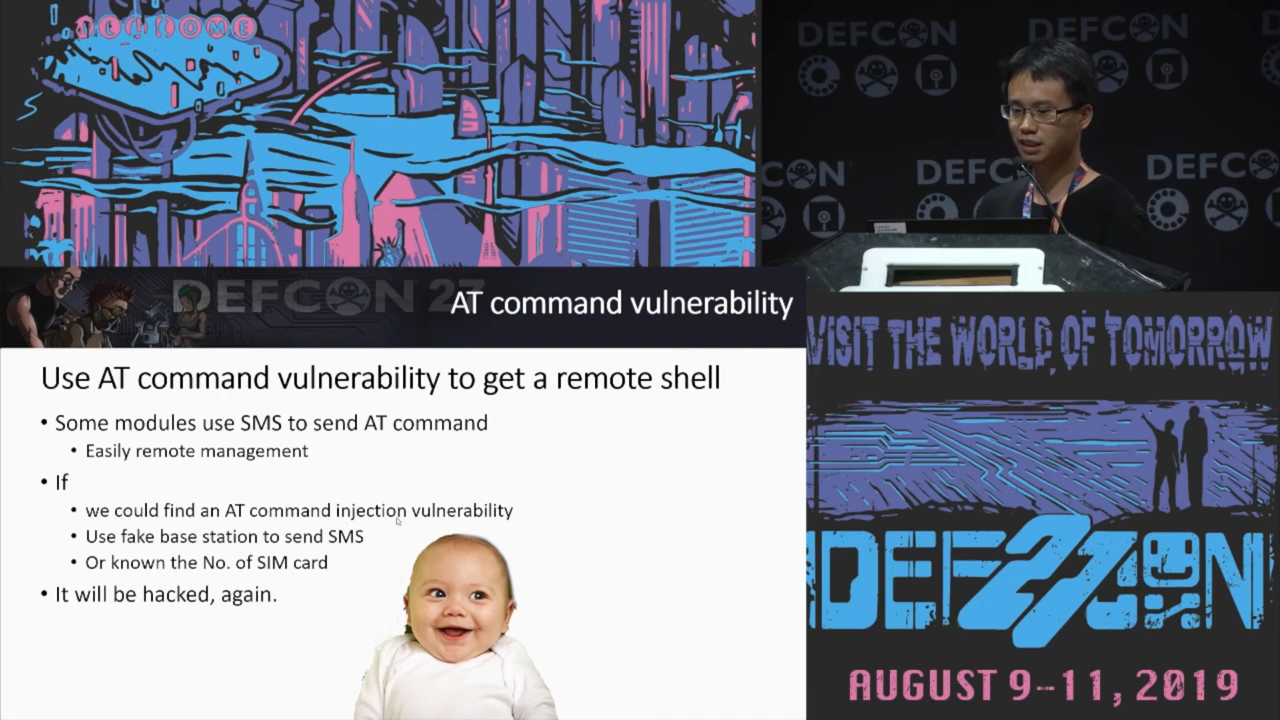 WELCOME
DEFCON
DEFCON
DEFCON
DEFCON
DEFCON 27
AT command vulnerability
Use AT command vulnerability to get a remote shell
• Some modules use SMS to send AT command
• Easily remote management
• If
• we could find an AT command injection vulnerability
• Use fake base station to send SMS
• Or known the No. of SIM card
• It will be hacked, again.
VISIT THE WORLD OF TOMORROW
DEF27CON
AUGUST 9-11, 2019